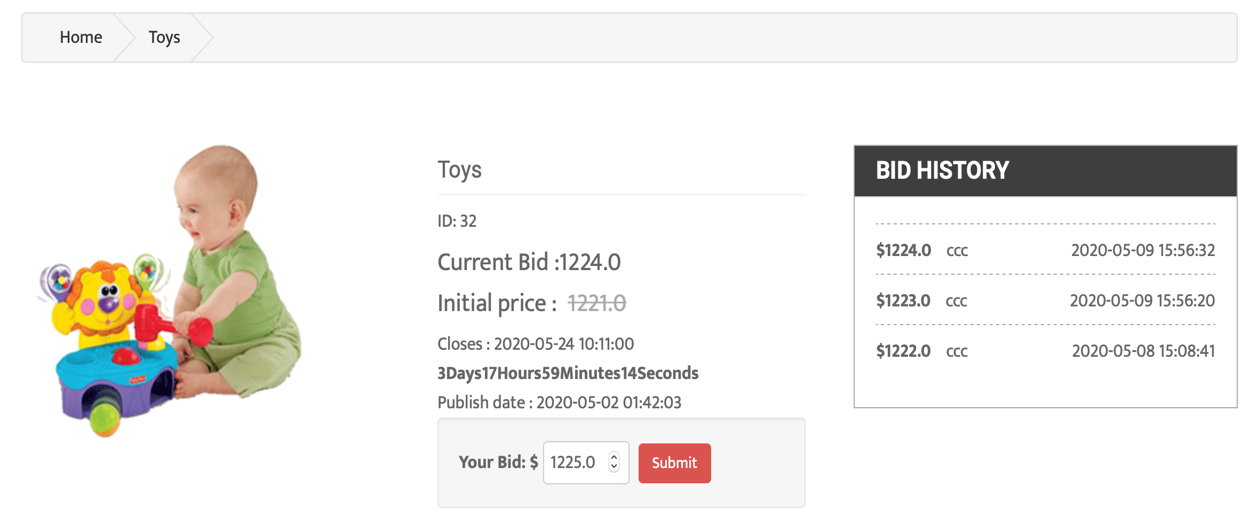 Home
Toys
Toys
ID: 32
Current Bid :1224.0
Initial price : 1221.0
Closes : 2020-05-24 10:11:00
3Days17Hours59Minutes14Seconds
Publish date : 2020-05-02 01:42:03
Your Bid: $ 1225.0 Submit
BID HISTORY
$1224.0 ccc 2020-05-09 15:56:32
$1223.0 ccc 2020-05-09 15:56:20
$1222.0 ccc 2020-05-08 15:08:41